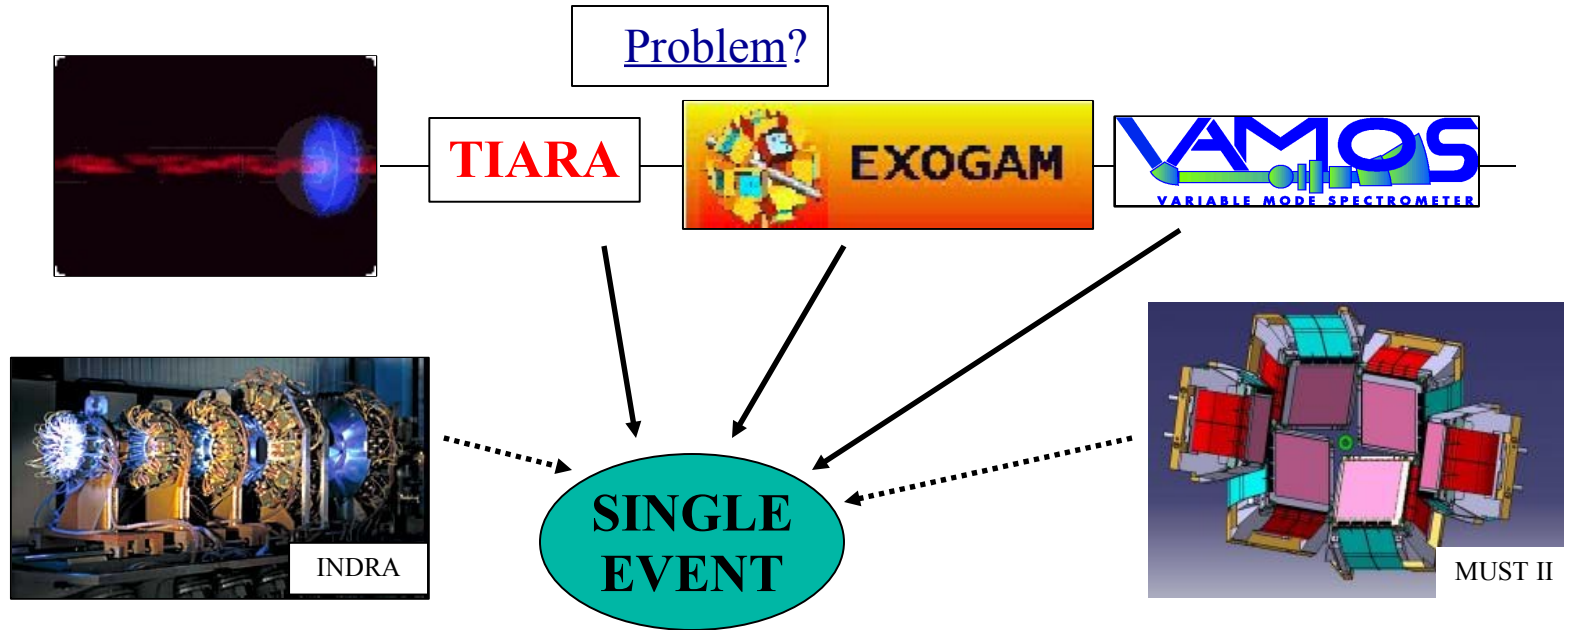 Problem?
TIARA
EXOGAM
VAMOS
VARIABLE MODE SPECTROMETER
INDRA
SINGLE
EVENT
MUST II